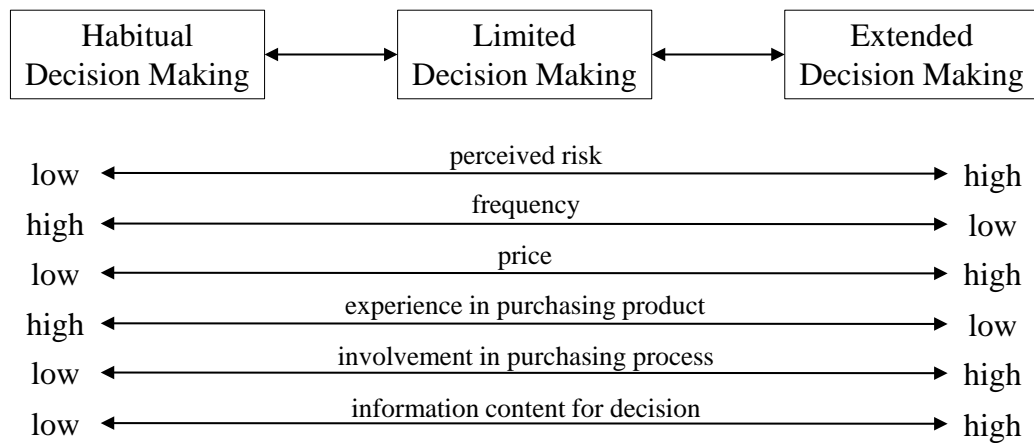 Habitual
Decision Making
Limited
Decision Making
Extended
Decision Making
perceived risk
low
high
frequency
high
low
price
low
high
experience in purchasing product
high
low
involvement in purchasing process
low
high
information content for decision
low
high